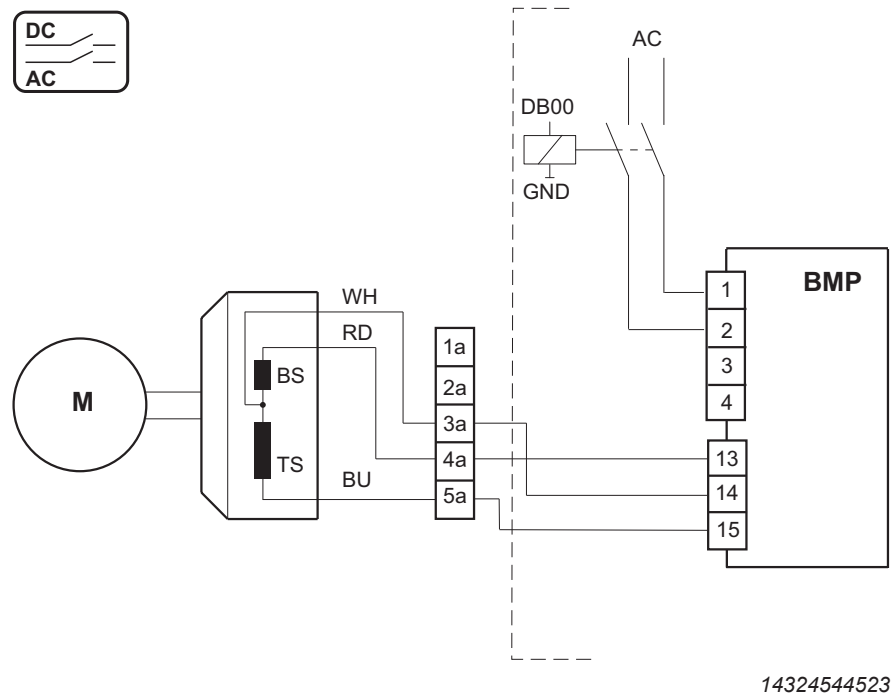 DC
AC
AC
DB00
GND
BMP
1
2
3
4
13
14
15
WH
RD
BU
BS
TS
M
1a
2a
3a
4a
5a
14324544523